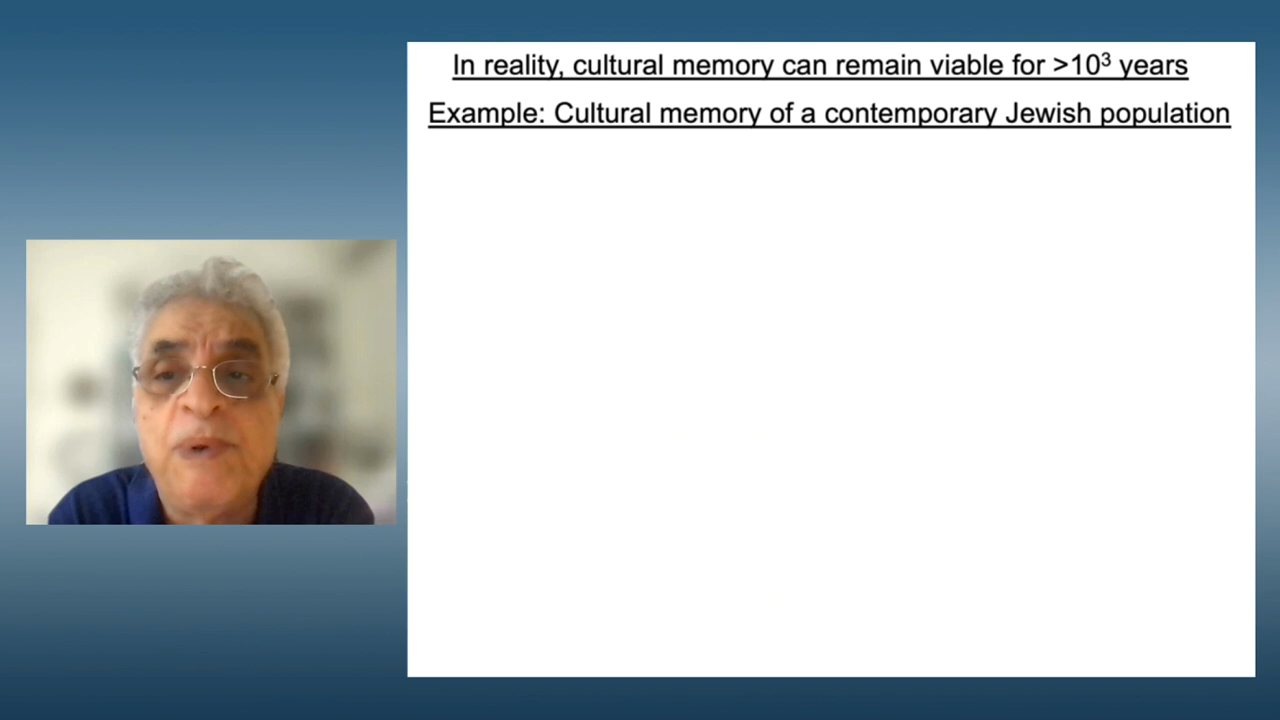 In reality, cultural memory can remain viable for >10³ years
Example: Cultural memory of a contemporary Jewish population